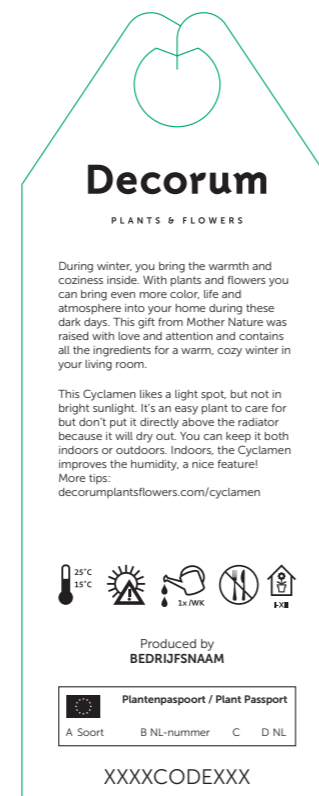 Decorum
PLANTS & FLOWERS
During winter, you bring the warmth and
coziness inside. With plants and flowers you
can bring even more color, life and
atmosphere into your home during these
dark days. This gift from Mother Nature was
raised with love and attention and contains
all the ingredients for a warm, cozy winter in
your living room.
This Cyclamen likes a light spot, but not in
bright sunlight. It's an easy plant to care for
but don't put it directly above the radiator
because it will dry out. You can keep it both
indoors or outdoors. Indoors, the Cyclamen
improves the humidity, a nice feature!
More tips:
decorumplantsflowers.com/cyclamen
25°C
15°C
1x/WK
I-XII
Produced by
BEDRIJFSNAAM
Plantenpaspoort / Plant Passport
A Soort B NL-nummer C D NL
XXXXCODEXXX